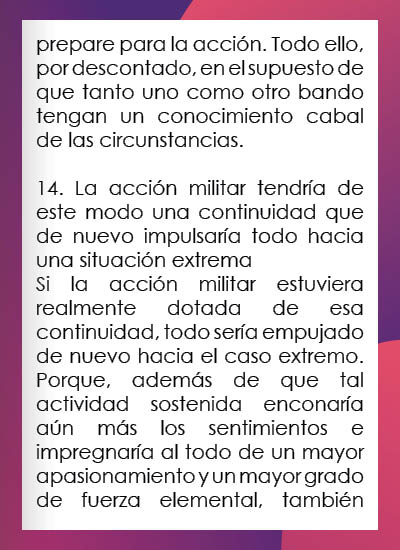 prepare para la acción. Todo ello,
por descontado, en el supuesto de
que tanto uno como otro bando
tengan un conocimiento cabal
de las circunstancias.
14. La acción militar tendría de
este modo una continuidad que
de nuevo impulsaría todo hacia
una situación extrema
Si la acción militar estuviera
realmente dotada de esa
continuidad, todo sería empujado
de nuevo hacia el caso extremo.
Porque, además de que tal
actividad sostenida enconaría
aún más los sentimientos e
impregnaría al todo de un mayor
apasionamiento y un mayor grado
de fuerza elemental, también